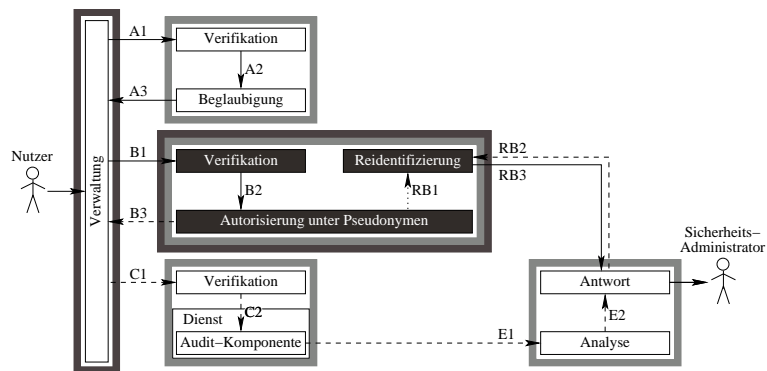 A1
Verifikation
A2
A3
Beglaubigung
Nutzer
Verwaltung
B1
Verifikation
Reidentifizierung
RB2
RB3
B2
RB1
B3
Autorisierung unter Pseudonymen
Sicherheits–
Administrator
C1
Verifikation
Antwort
C2
Dienst
E1
E2
Audit–Komponente
Analyse